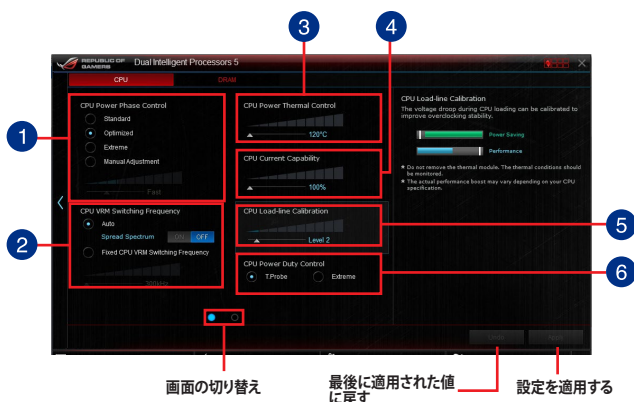 3
4
REPUBLIC OF
GAMERS
Dual Intelligent Processors 5
CPU
DRAM
1
CPU Power Phase Control
Standard
Optimized
Extreme
Manual Adjustment
Fast
CPU Power Thermal Control
120°C
CPU Current Capability
100%
CPU Load-line Calibration
The voltage droop during CPU loading can be calibrated to
improve overclocking stability.
Power Saving
Performance
* Do not remove the module. The thermal conditions should
be monitored.
* The actual performance boost may vary depending on your CPU
specification.
2
CPU VRM Switching Frequency
Auto
Spread Spectrum ON OFF
Fixed CPU VRM Switching Frequency
300kHz
CPU Load-line Calibration
Level 2
5
CPU Power Duty Control
T.Probe Extreme
6
画面の切り替え
最後に適用された値
に戻す
設定を適用する